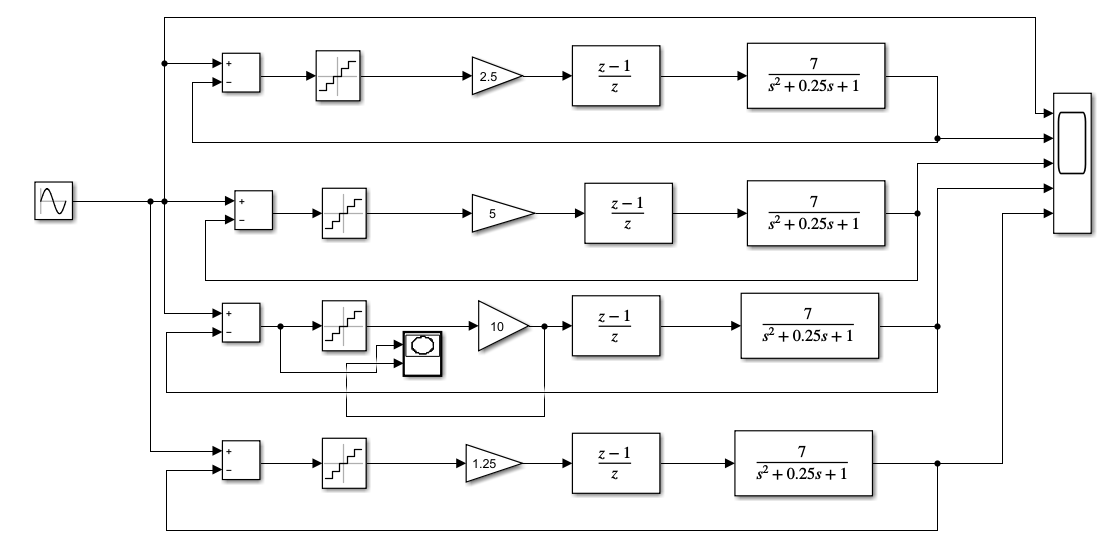 +
−
2.5
z − 1
z
7
s² + 0.25s + 1
+
−
5
z − 1
z
7
s² + 0.25s + 1
+
−
10
z − 1
z
7
s² + 0.25s + 1
+
−
1.25
z − 1
z
7
s² + 0.25s + 1